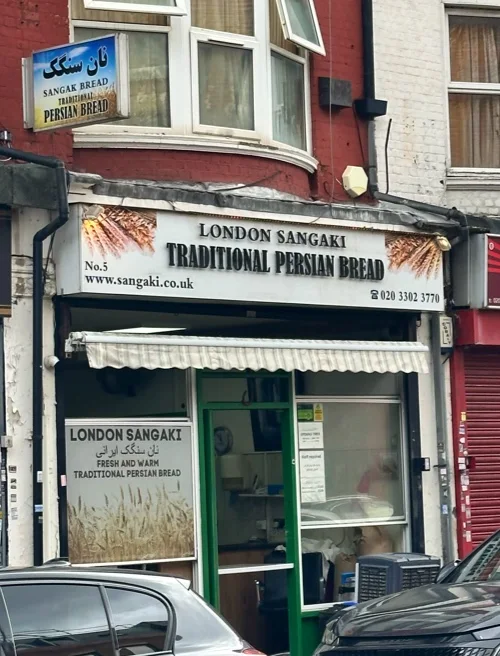 نان سنگک
SANGAK BREAD
TRADITIONAL
PERSIAN BREAD
LONDON SANGAKI
TRADITIONAL PERSIAN BREAD
No.5
www.sangaki.co.uk
☎ 020 3302 3770
LONDON SANGAKI
نان سنگک ایرانی
FRESH AND WARM
TRADITIONAL PERSIAN BREAD